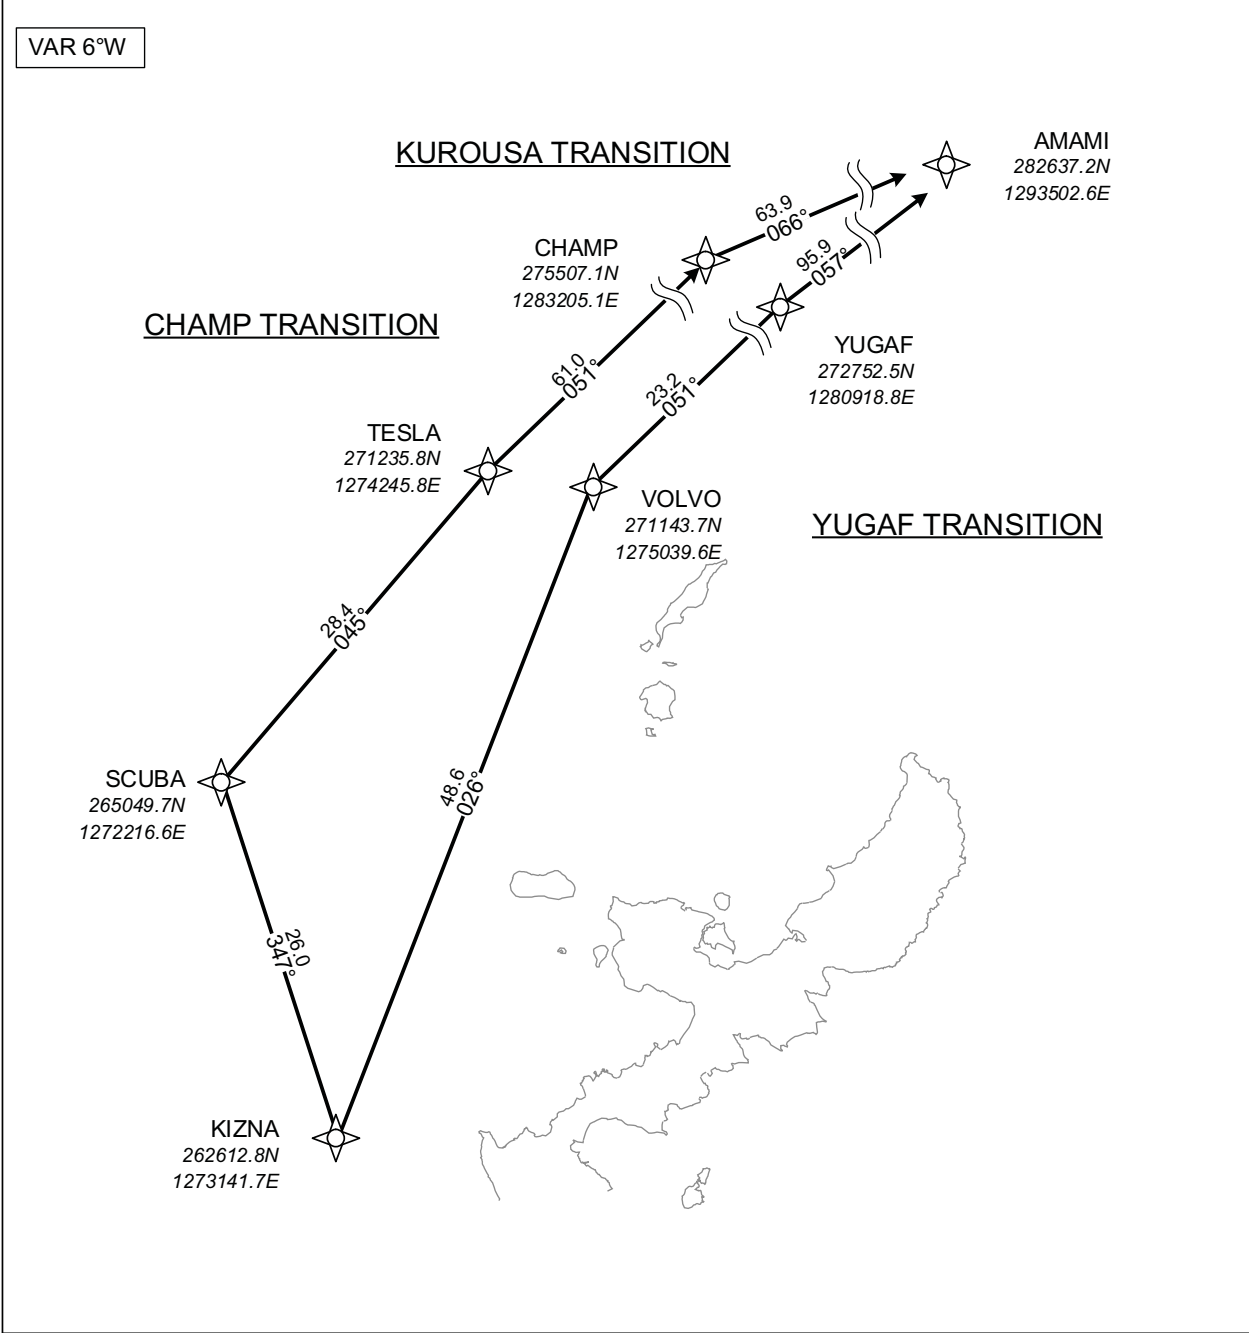 VAR 6°W
KUROUSA TRANSITION
AMAMI
282637.2N
1293502.6E
63.9
066°
CHAMP
275507.1N
1283205.1E
95.9
057°
CHAMP TRANSITION
YUGAF
272752.5N
1280918.8E
61.0
051°
23.2
051°
TESLA
271235.8N
1274245.8E
VOLVO
271143.7N
1275039.6E
YUGAF TRANSITION
28.4
045°
SCUBA
265049.7N
1272216.6E
48.6
026°
26.0
347°
KIZNA
262612.8N
1273141.7E